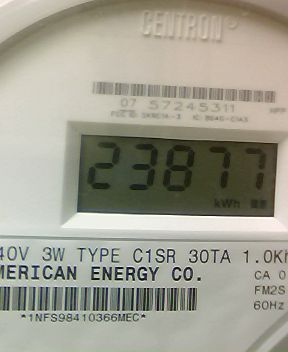 CENTRON®
07 57245311
23877
kWh
40V 3W TYPE C1SR 30TA 1.0Kh
MERICAN ENERGY CO.
CA 0
FM2S
60Hz
*1NFS98410366MEC*